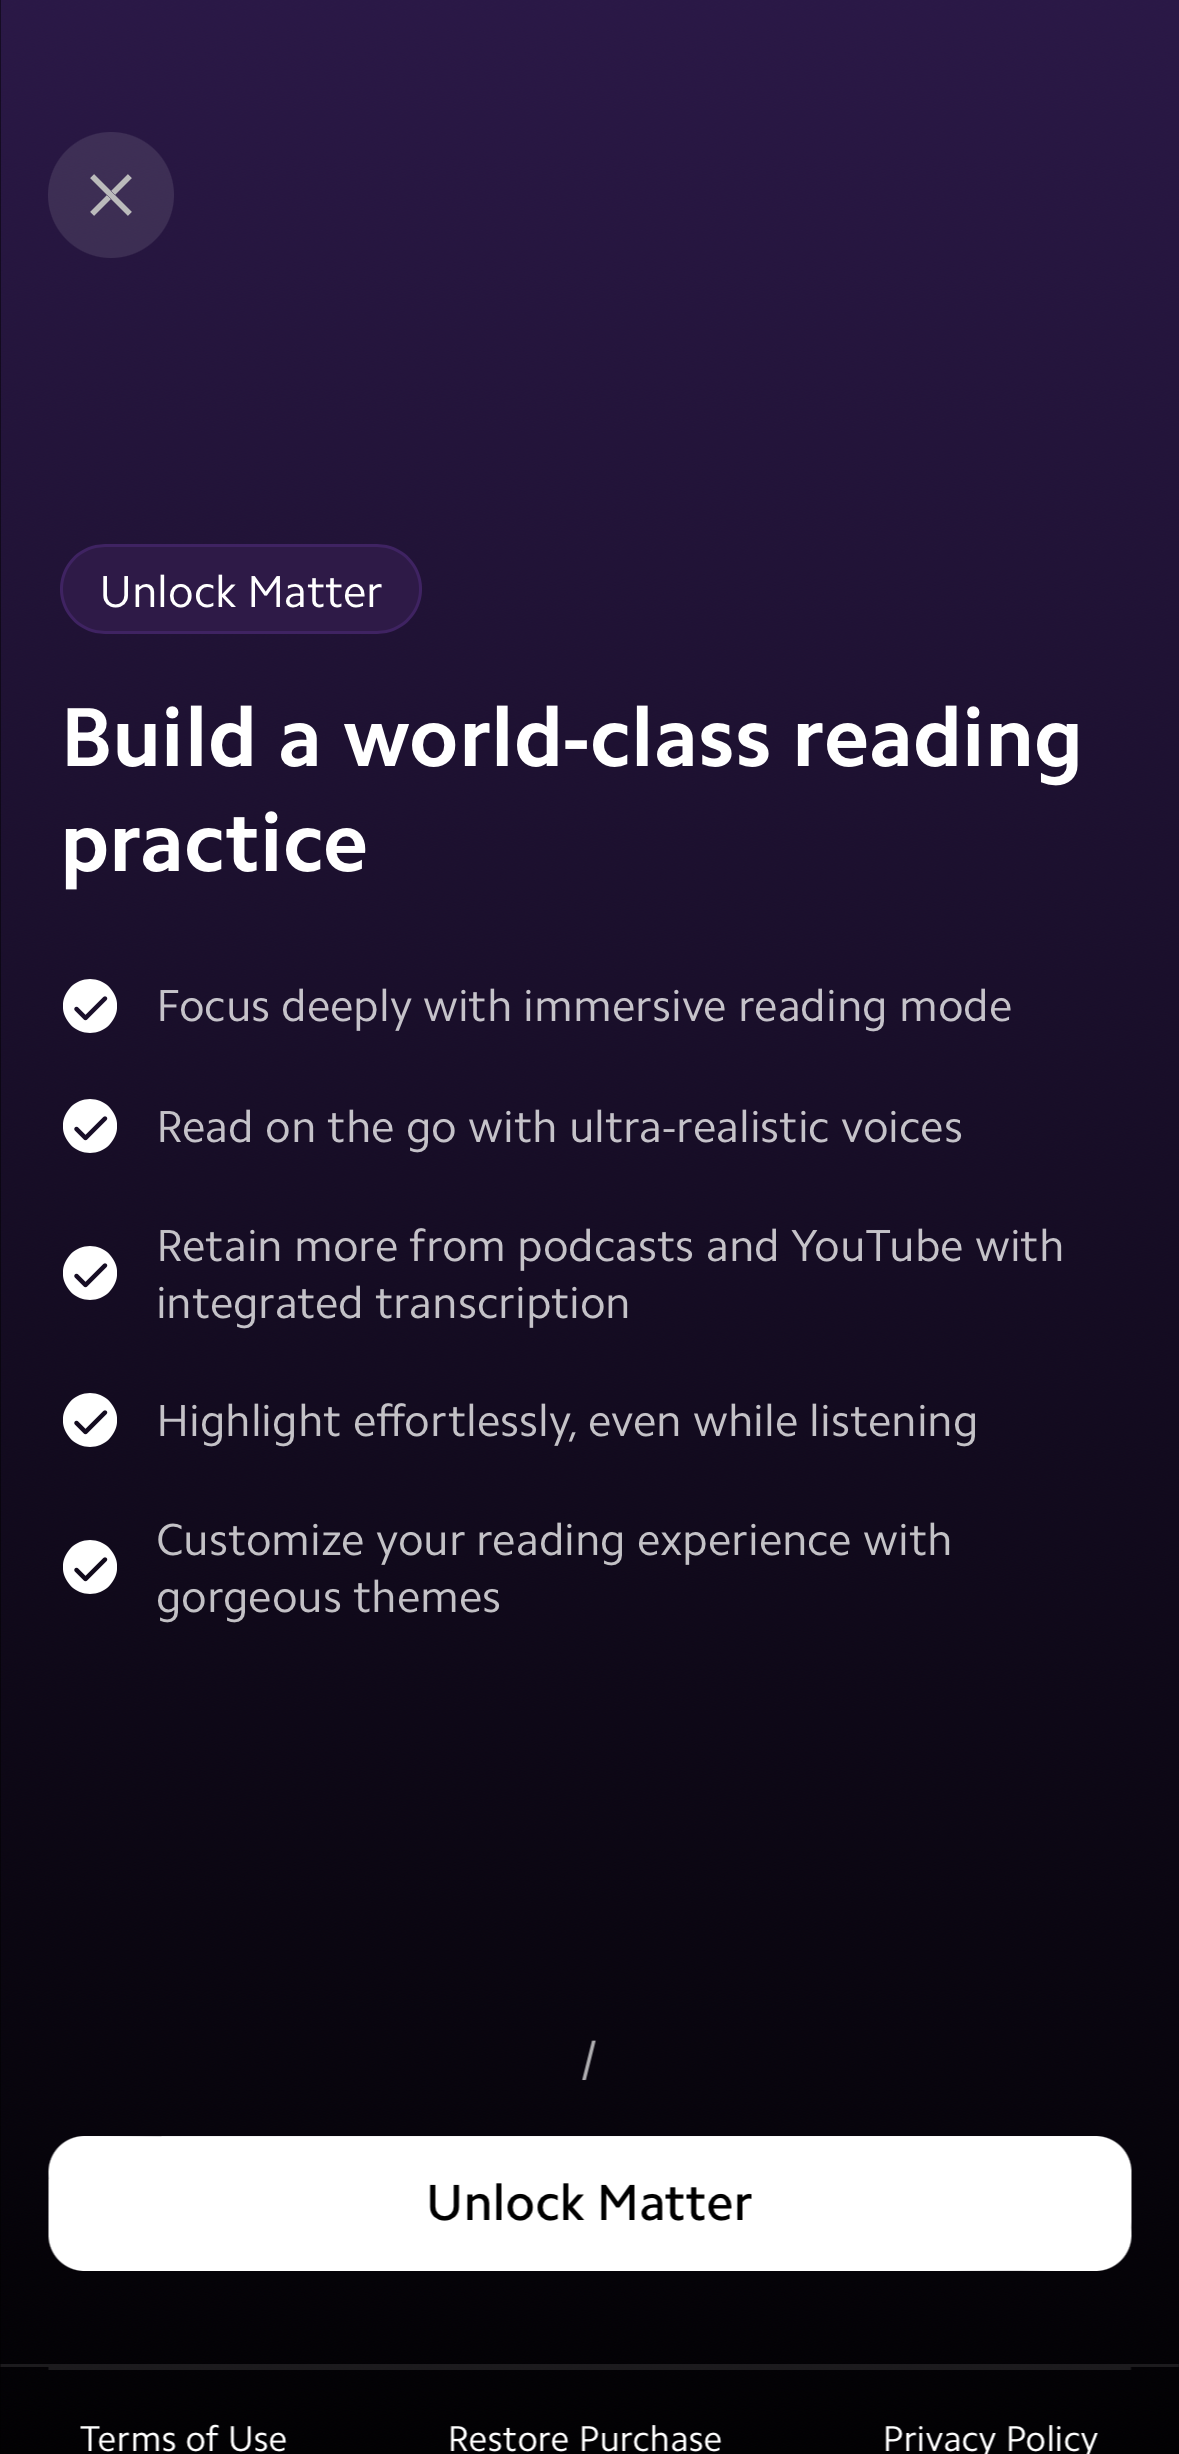 Unlock Matter
Build a world-class reading
practice
Focus deeply with immersive reading mode
Read on the go with ultra-realistic voices
Retain more from podcasts and YouTube with
integrated transcription
Highlight effortlessly, even while listening
Customize your reading experience with
gorgeous themes
/
Unlock Matter
Terms of Use
Restore Purchase
Privacy Policy